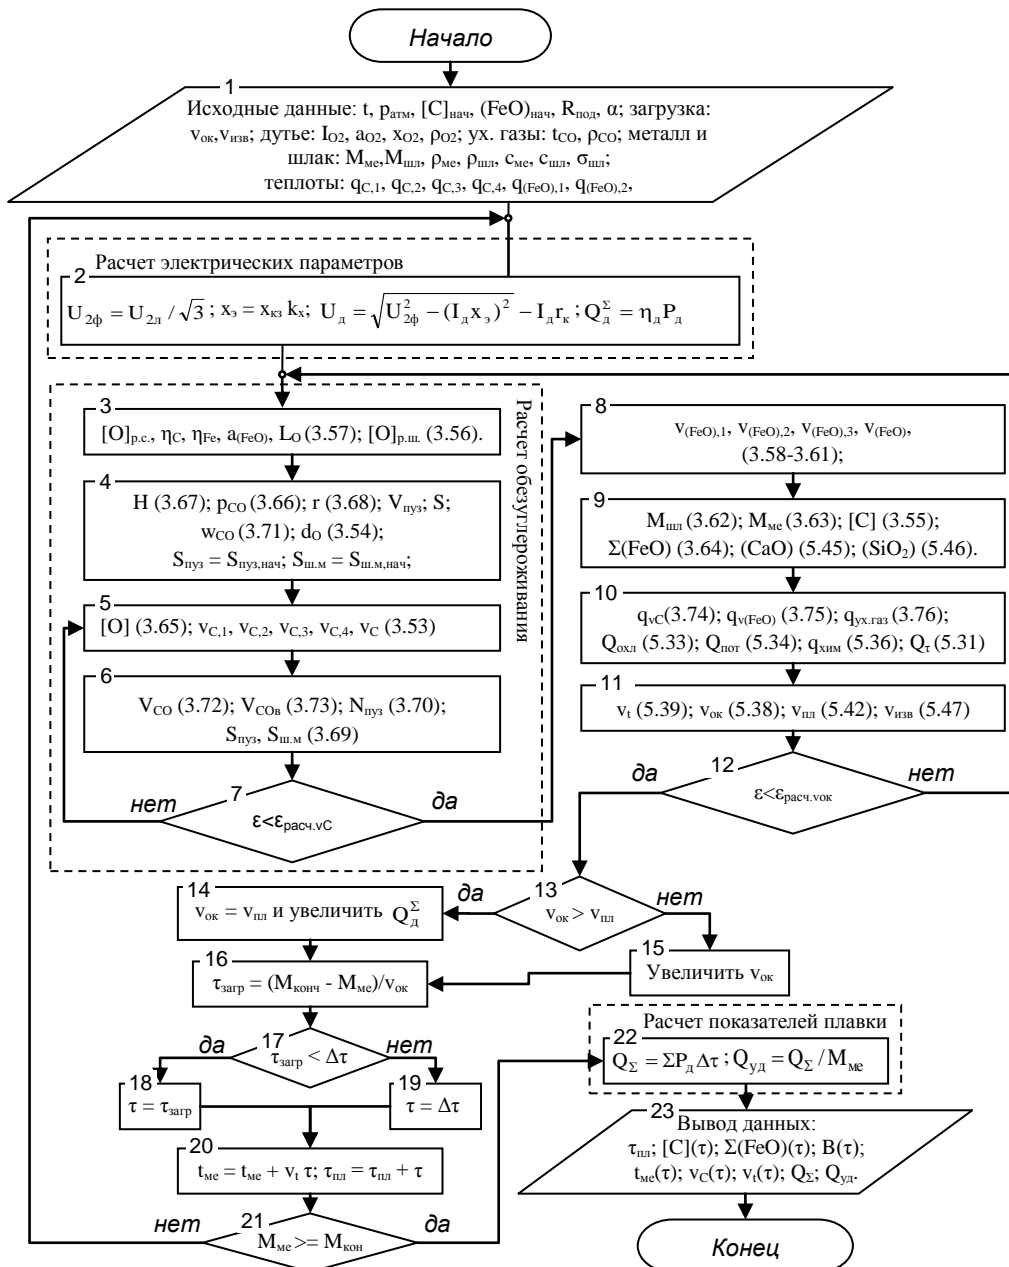 Начало
1
Исходные данные: t, pатм, [C]нач, (FeO)нач, Rпод, α; загрузка:
vок,vизв; дутье: IO2, aO2, xO2, ρO2; ух. газы: tCO, ρCO; металл и
шлак: Mме,Mшл, ρме, ρшл, cме, cшл, σшл;
теплоты: qC,1, qC,2, qC,3, qC,4, q(FeO),1, q(FeO),2,
Расчет электрических параметров
2
U2ф = U2л / √3 ; xэ = xкз kx; Uд = √(U2ф² − (Iд xэ)²) − Iд rк ; QдΣ = ηд Pд
Расчет обезуглероживания
3
[O]р.с., ηC, ηFe, a(FeO), LO (3.57); [O]р.ш. (3.56).
4
H (3.67); pCO (3.66); r (3.68); Vпуз; S;
wCO (3.71); dO (3.54);
Sпуз = Sпуз,нач; Sш.м = Sш.м,нач;
5
[O] (3.65); vC,1, vC,2, vC,3, vC,4, vC (3.53)
6
VCO (3.72); VCOв (3.73); Nпуз (3.70);
Sпуз, Sш.м (3.69)
нет
7
да
ε<εрасч.vC
8
v(FeO),1, v(FeO),2, v(FeO),3, v(FeO),
(3.58-3.61);
9
Mшл (3.62); Mме (3.63); [C] (3.55);
Σ(FeO) (3.64); (CaO) (5.45); (SiO2) (5.46).
10
qvC(3.74); qv(FeO) (3.75); qух.газ (3.76);
Qохл (5.33); Qпот (5.34); qхим (5.36); Qτ (5.31)
11
vt (5.39); vок (5.38); vпл (5.42); vизв (5.47)
да
12
нет
ε<εрасч.vок
да
13
нет
vок > vпл
14
vок = vпл и увеличить QдΣ
15
Увеличить vок
16
τзагр = (Mконч - Mме)/vок
да
17
нет
τзагр < Δτ
18
τ = τзагр
19
τ = Δτ
20
tме = tме + vt τ; τпл = τпл + τ
нет
21
да
Mме >= Mкон
Расчет показателей плавки
22
QΣ = ΣPд Δτ ; Qуд = QΣ / Mме
23
Вывод данных:
τпл; [C](τ); Σ(FeO)(τ); B(τ);
tме(τ); vC(τ); vt(τ); QΣ; Qуд.
Конец